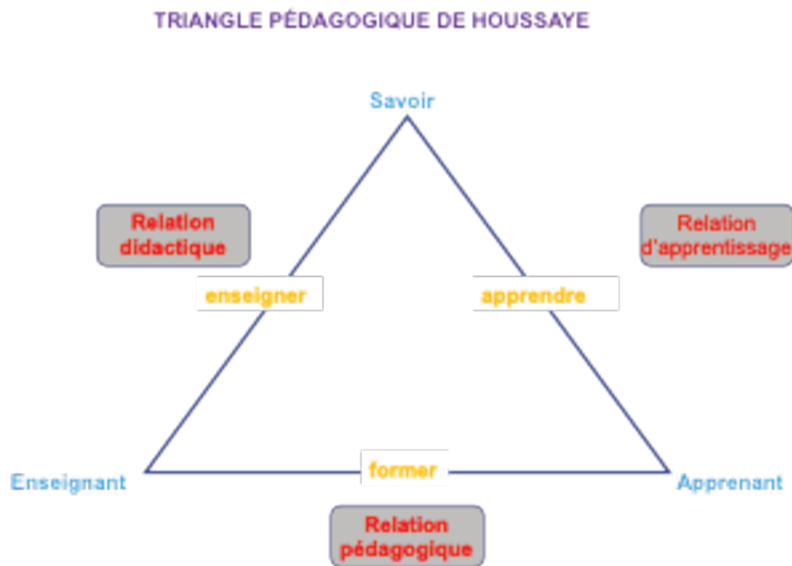 TRIANGLE PÉDAGOGIQUE DE HOUSSAYE
Savoir
Relation
didactique
Relation
d'apprentissage
enseigner
apprendre
former
Enseignant
Apprenant
Relation
pédagogique